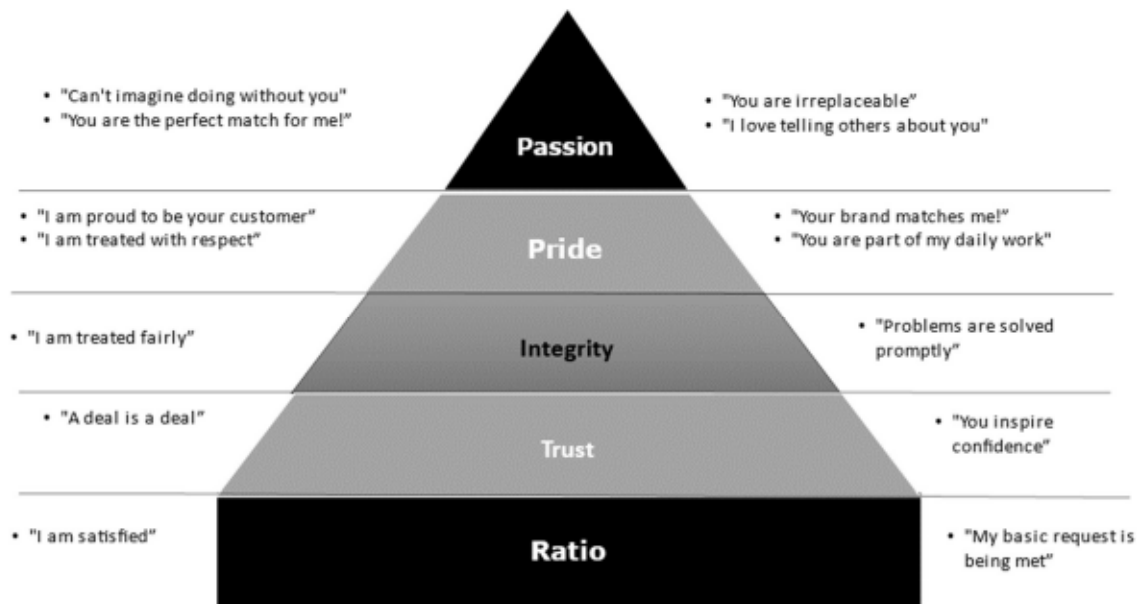 • "Can't imagine doing without you"
• "You are the perfect match for me!”
• "You are irreplaceable”
• "I love telling others about you"
Passion
• "I am proud to be your customer”
• "I am treated with respect”
• "Your brand matches me!”
• "You are part of my daily work"
Pride
• "I am treated fairly”
Integrity
• "Problems are solved
promptly”
• "A deal is a deal”
Trust
• "You inspire
confidence”
• "I am satisfied”
Ratio
• "My basic request is
being met”